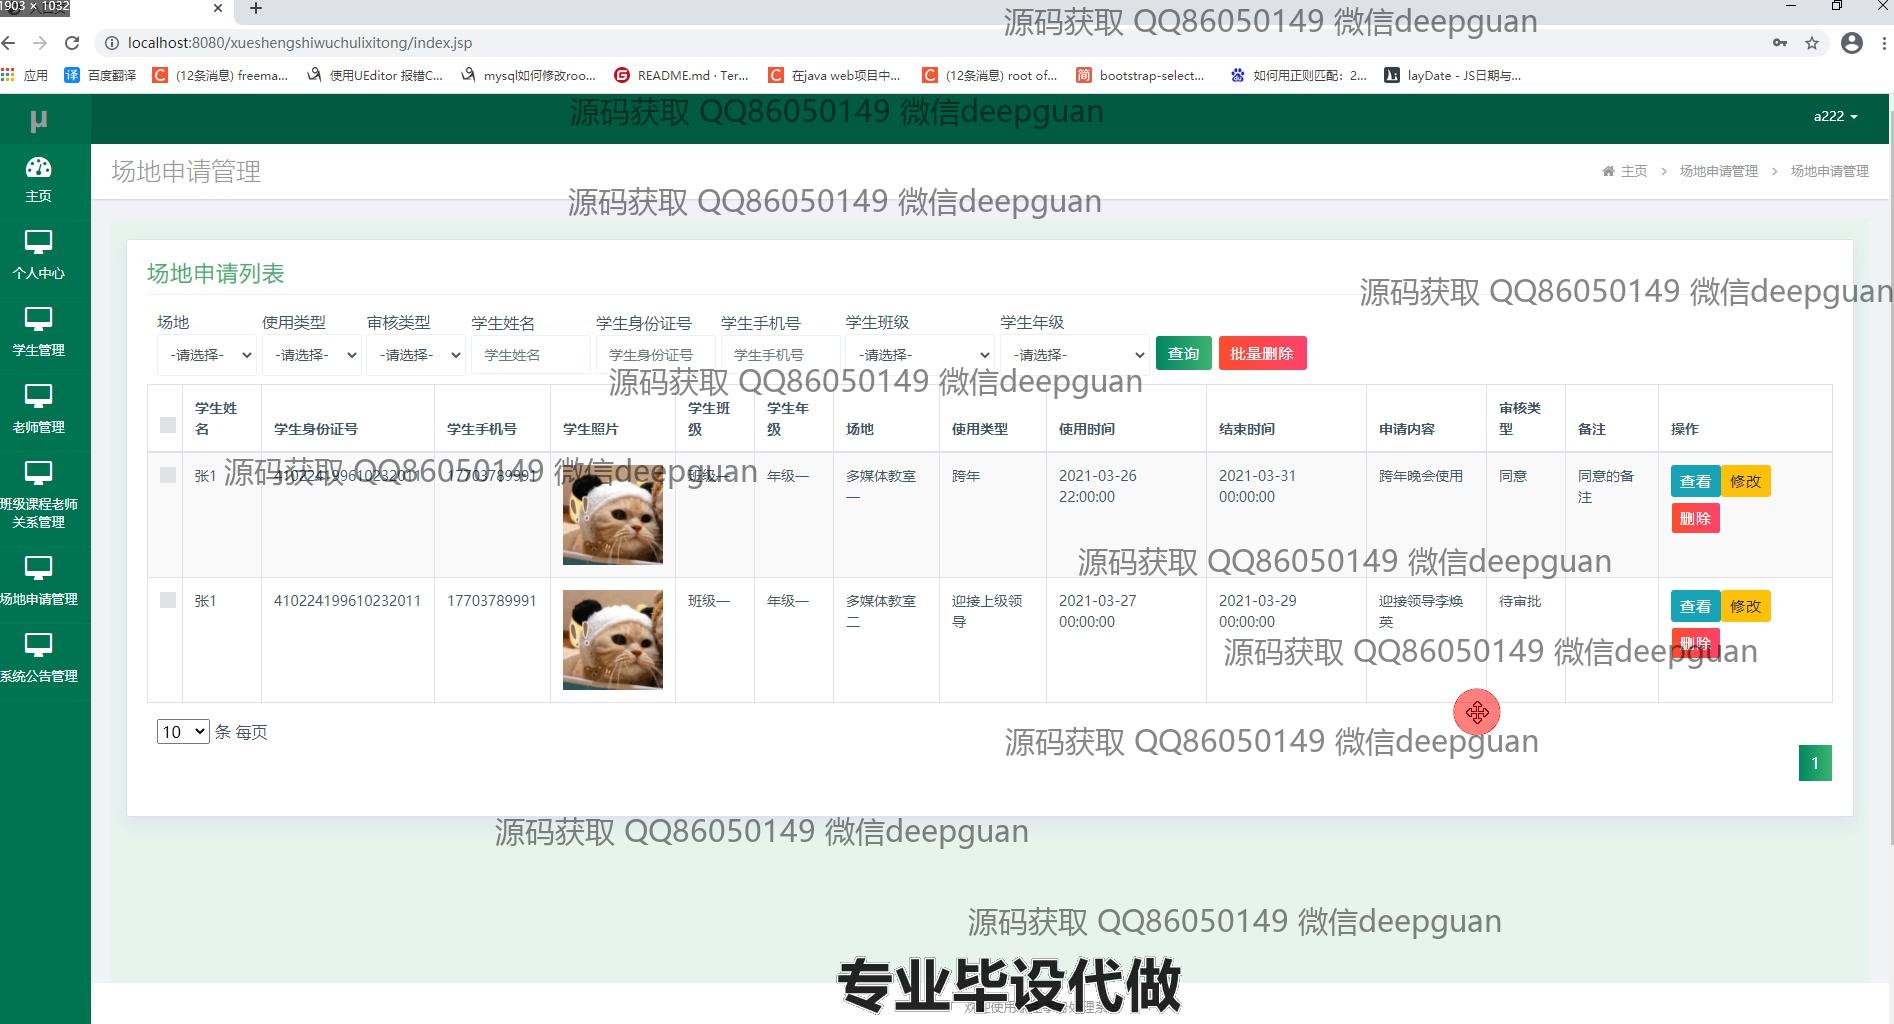 1903 × 1032
源码获取 QQ86050149 微信deepguan
localhost:8080/xueshengshiwuchulixitong/index.jsp
应用 译 百度翻译 C (12条消息) freema... 使用UEditor 报错C... mysql如何修改roo... G README.md · Ter... C 在java web项目中... C (12条消息) root of... 简 bootstrap-select... 如何用正则匹配：2... layDate - JS日期与...
μ
源码获取 QQ86050149 微信deepguan
a222
主页
个人中心
学生管理
老师管理
班级课程老师
关系管理
场地申请管理
系统公告管理
场地申请管理
主页 > 场地申请管理 > 场地申请管理
源码获取 QQ86050149 微信deepguan
场地申请列表
源码获取 QQ86050149 微信deepguan
场地 使用类型 审核类型 学生姓名 学生身份证号 学生手机号 学生班级 学生年级
-请选择- -请选择- -请选择- 学生姓名 学生身份证号 学生手机号 -请选择- -请选择- 查询 批量删除
源码获取 QQ86050149 微信deepguan
学生姓名 学生身份证号 学生手机号 学生照片 学生班级 学生年级 场地 使用类型 使用时间 结束时间 申请内容 审核类型 备注 操作
源码获取 QQ86050149 微信deepguan
张1 410224199610232011 17703789991 班级一 年级一 多媒体教室一 跨年 2021-03-26 22:00:00 2021-03-31 00:00:00 跨年晚会使用 同意 同意的备注 查看 修改
删除
源码获取 QQ86050149 微信deepguan
张1 410224199610232011 17703789991 班级一 年级一 多媒体教室二 迎接上级领导 2021-03-27 00:00:00 2021-03-29 00:00:00 迎接领导李焕英 待审批 查看 修改
删除
源码获取 QQ86050149 微信deepguan
10 条 每页
源码获取 QQ86050149 微信deepguan
1
源码获取 QQ86050149 微信deepguan
源码获取 QQ86050149 微信deepguan
专业毕设代做